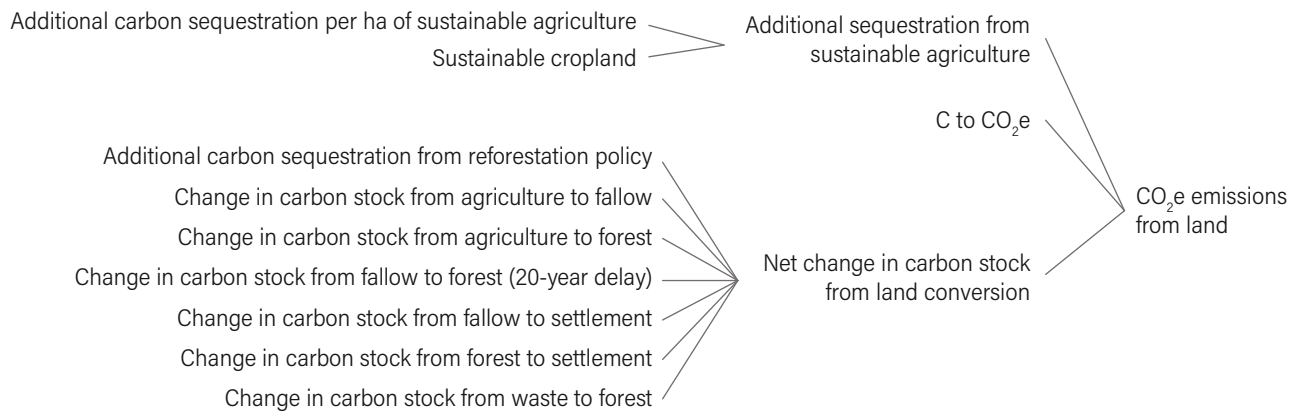 Additional carbon sequestration per ha of sustainable agriculture
Sustainable cropland
Additional sequestration from
sustainable agriculture
C to CO₂e
Additional carbon sequestration from reforestation policy
Change in carbon stock from agriculture to fallow
Change in carbon stock from agriculture to forest
Change in carbon stock from fallow to forest (20-year delay)
Change in carbon stock from fallow to settlement
Change in carbon stock from forest to settlement
Change in carbon stock from waste to forest
Net change in carbon stock
from land conversion
CO₂e emissions
from land